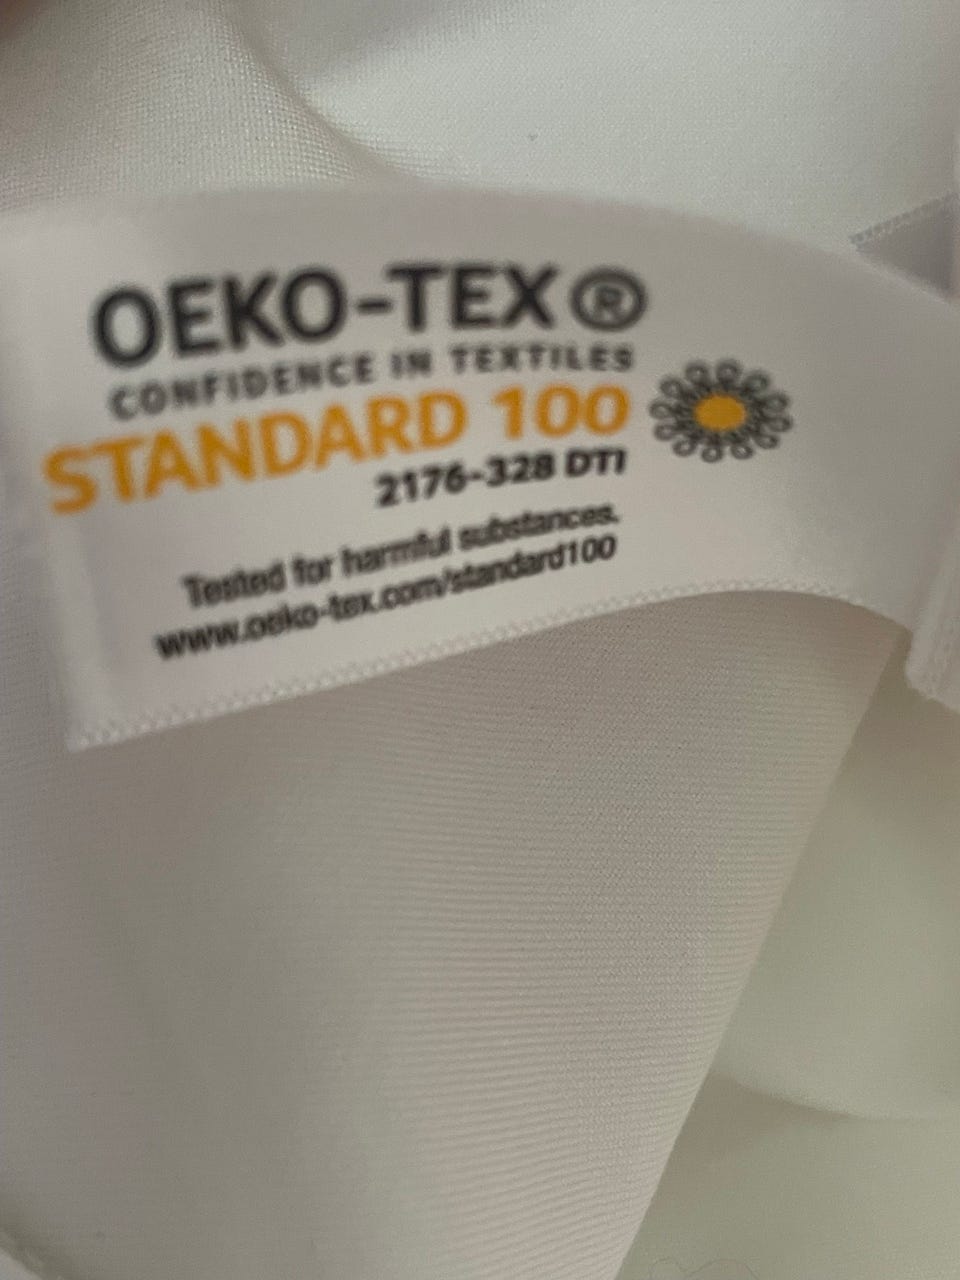 OEKO-TEX®
CONFIDENCE IN TEXTILES
STANDARD 100
2176-328 DTI
Tested for harmful substances.
www.oeko-tex.com/standard100